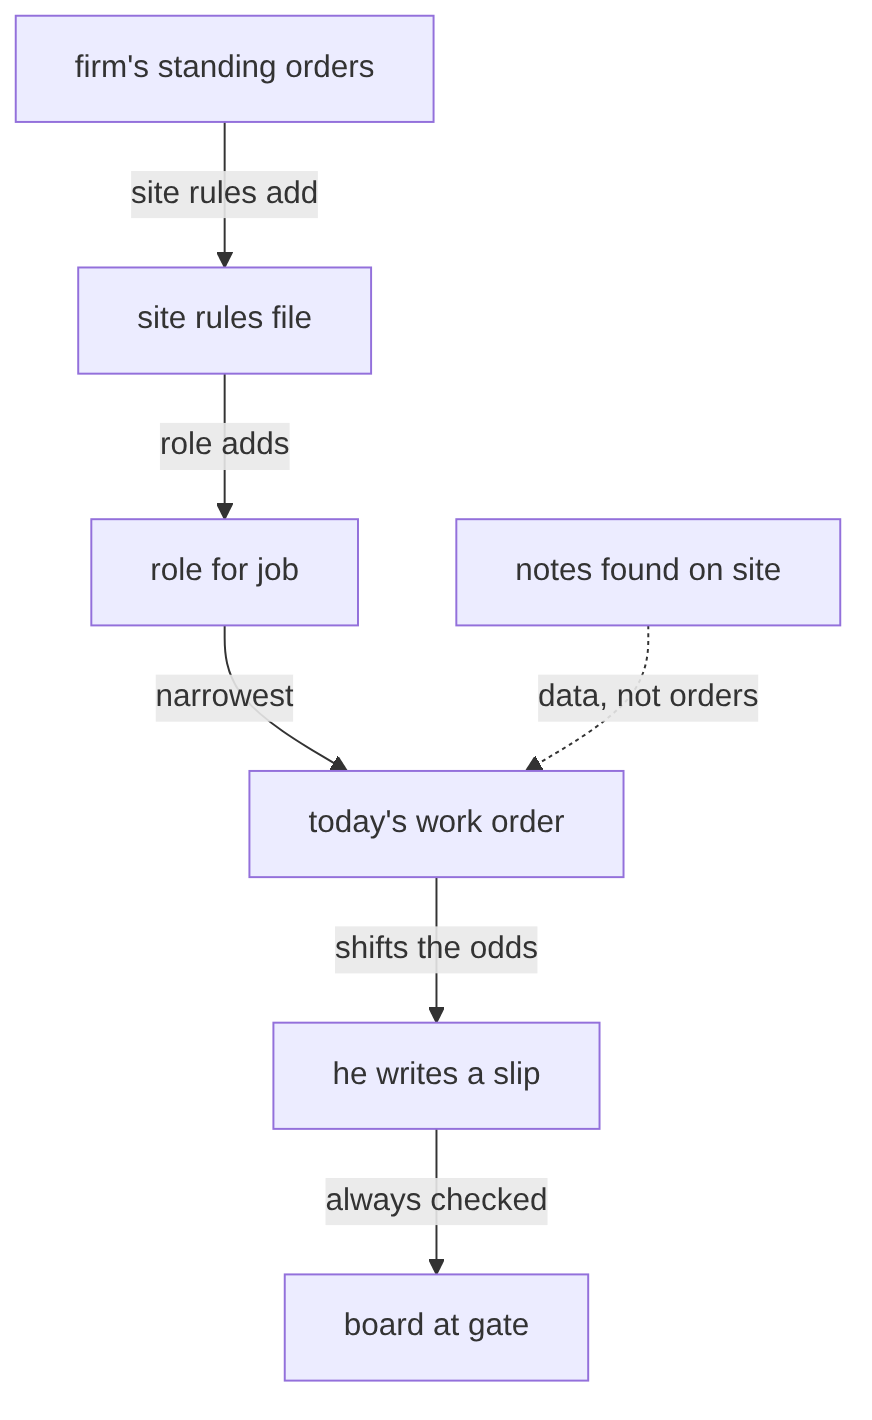 firm's standing orders
site rules add
site rules file
role adds
role for job
notes found on site
narrowest
data, not orders
today's work order
shifts the odds
he writes a slip
always checked
board at gate